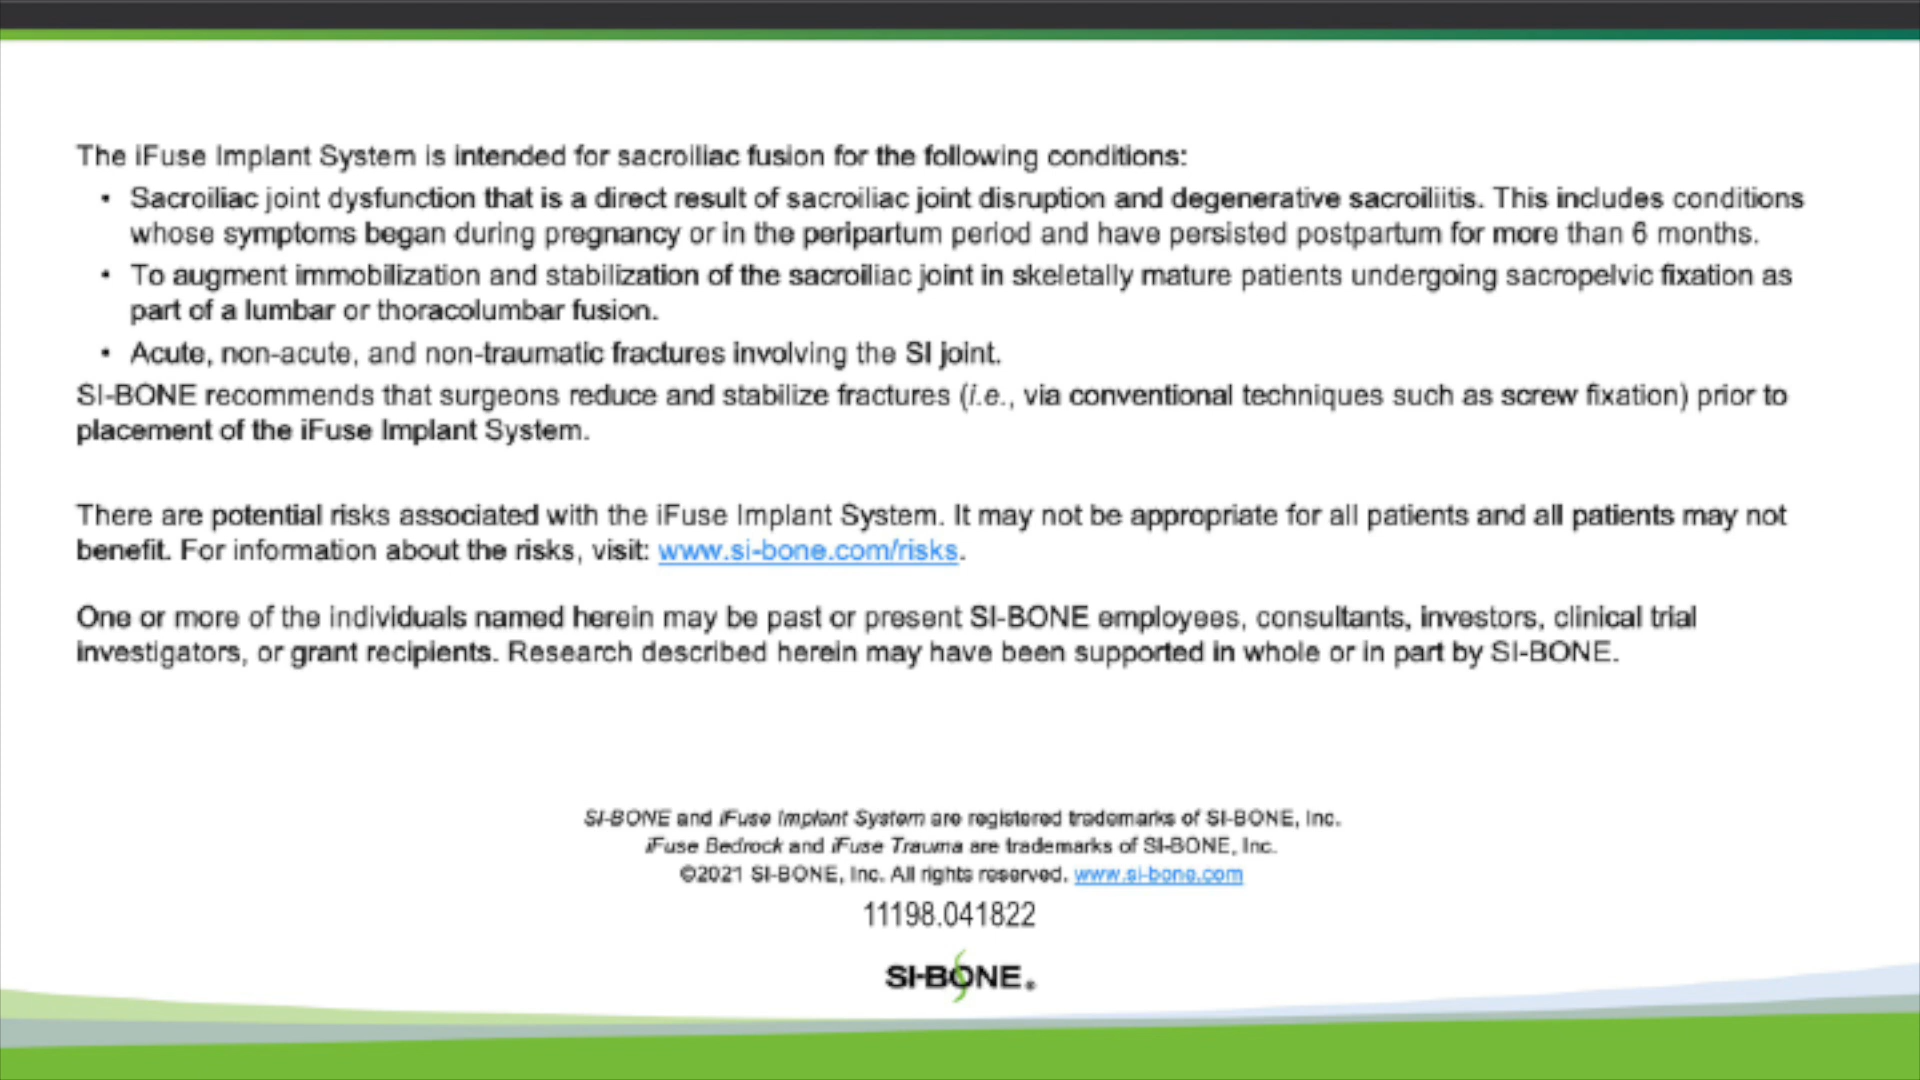 The iFuse Implant System is intended for sacroiliac fusion for the following conditions:
• Sacroiliac joint dysfunction that is a direct result of sacroiliac joint disruption and degenerative sacroiliitis. This includes conditions
whose symptoms began during pregnancy or in the peripartum period and have persisted postpartum for more than 6 months.
• To augment immobilization and stabilization of the sacroiliac joint in skeletally mature patients undergoing sacropelvic fixation as
part of a lumbar or thoracolumbar fusion.
• Acute, non-acute, and non-traumatic fractures involving the SI joint.
SI-BONE recommends that surgeons reduce and stabilize fractures (i.e., via conventional techniques such as screw fixation) prior to
placement of the iFuse Implant System.
There are potential risks associated with the iFuse Implant System. It may not be appropriate for all patients and all patients may not
benefit. For information about the risks, visit: www.si-bone.com/risks.
One or more of the individuals named herein may be past or present SI-BONE employees, consultants, investors, clinical trial
investigators, or grant recipients. Research described herein may have been supported in whole or in part by SI-BONE.
SI-BONE and iFuse Implant System are registered trademarks of SI-BONE, Inc.
iFuse Bedrock and iFuse Trauma are trademarks of SI-BONE, Inc.
©2021 SI-BONE, Inc. All rights reserved. www.si-bone.com
11198.041822
SI-BONE®